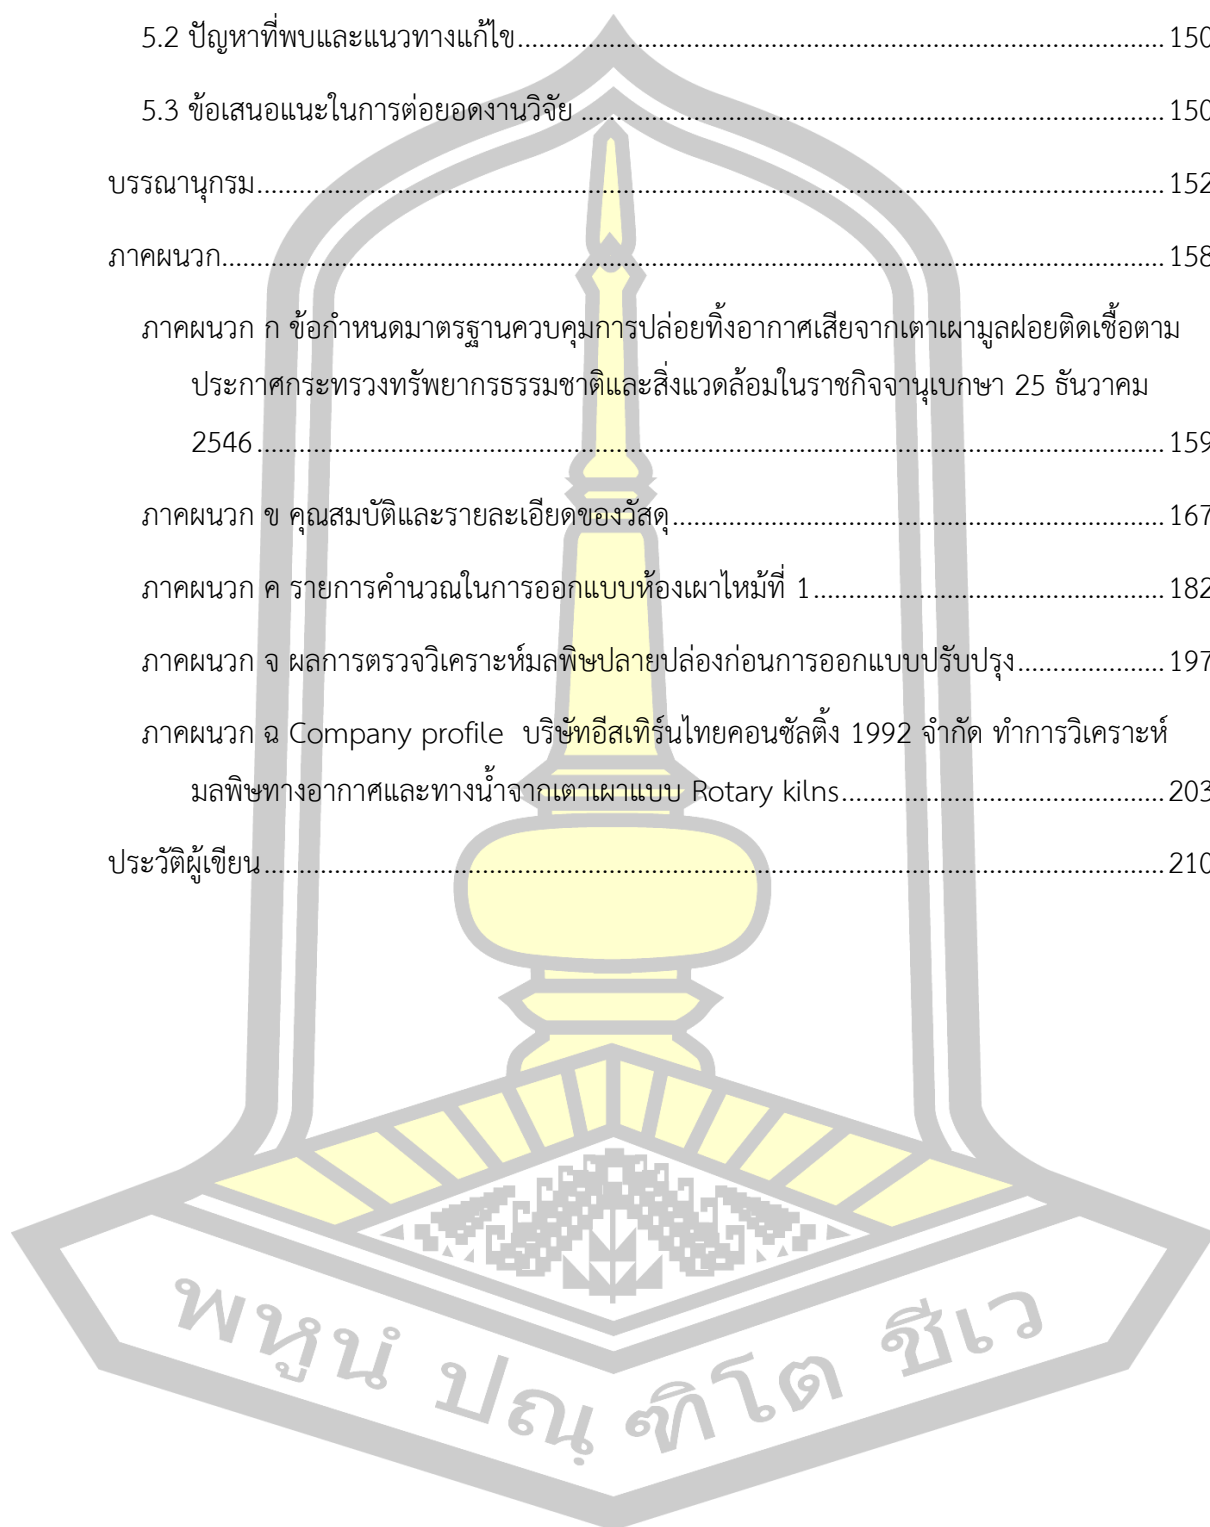 5.2 ปัญหาที่พบและแนวทางแก้ไข........................................................................ 150
5.3 ข้อเสนอแนะในการต่อยอดงานวิจัย ................................................................ 150
บรรณานุกรม.................................................................................................... 152
ภาคผนวก........................................................................................................ 158
ภาคผนวก ก ข้อกำหนดมาตรฐานควบคุมการปล่อยทิ้งอากาศเสียจากเตาเผามูลฝอยติดเชื้อตาม
ประกาศกระทรวงทรัพยากรธรรมชาติและสิ่งแวดล้อมในราชกิจจานุเบกษา 25 ธันวาคม
2546.................................................................................................... 159
ภาคผนวก ข คุณสมบัติและรายละเอียดของวัสดุ...................................................... 167
ภาคผนวก ค รายการคำนวณในการออกแบบห้องเผาไหม้ที่ 1....................................... 182
ภาคผนวก จ ผลการตรวจวิเคราะห์มลพิษปลายปล่องก่อนการออกแบบปรับปรุง................ 197
ภาคผนวก ฉ Company profile บริษัทอีสเทิร์นไทยคอนซัลติ้ง 1992 จำกัด ทำการวิเคราะห์
มลพิษทางอากาศและทางน้ำจากเตาเผาแบบ Rotary kilns.................................... 203
ประวัติผู้เขียน.................................................................................................... 210
พหูนํ ปณฺฑิโต ชีเว